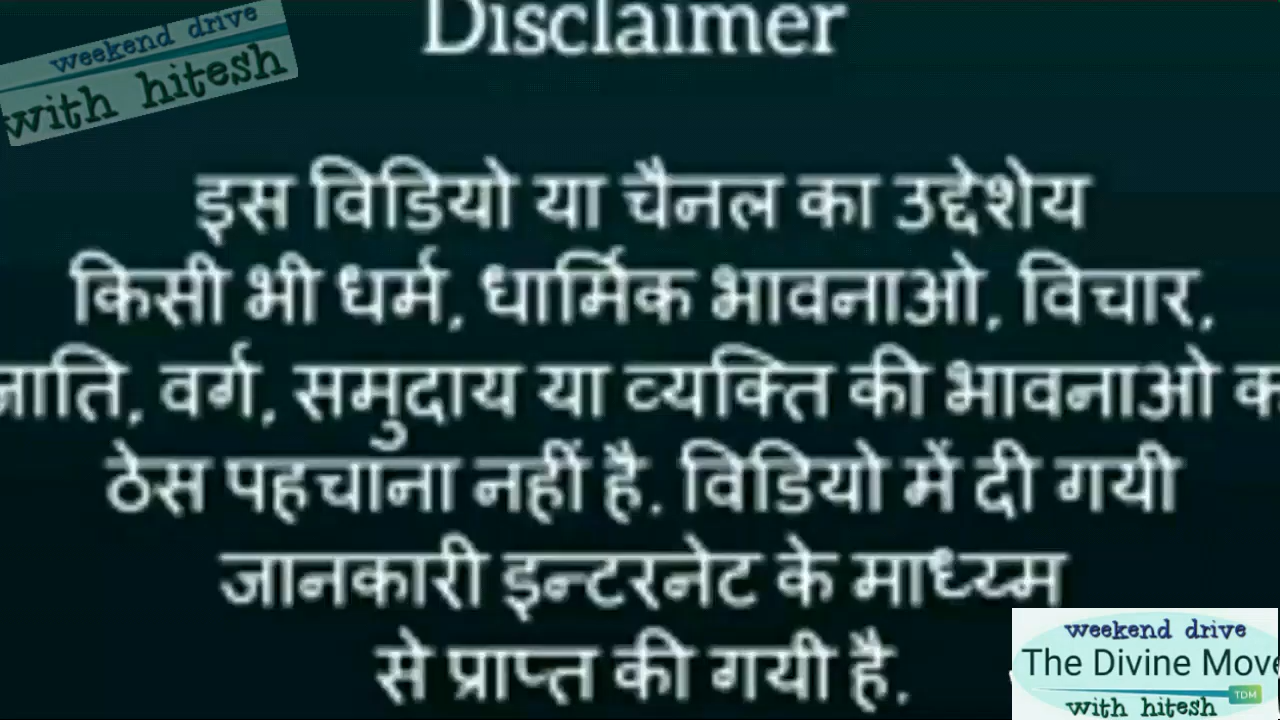 Disclaimer
weekend drive
with hitesh
इस विडियो या चैनल का उद्देशेय
किसी भी धर्म, धार्मिक भावनाओ, विचार,
जाति, वर्ग, समुदाय या व्यक्ति की भावनाओ
ठेस पहचाना नहीं है. विडियो में दी गयी
जानकारी इन्टरनेट के माध्य्म
से प्राप्त की गयी है.
weekend drive
The Divine Move
TDM
with hitesh